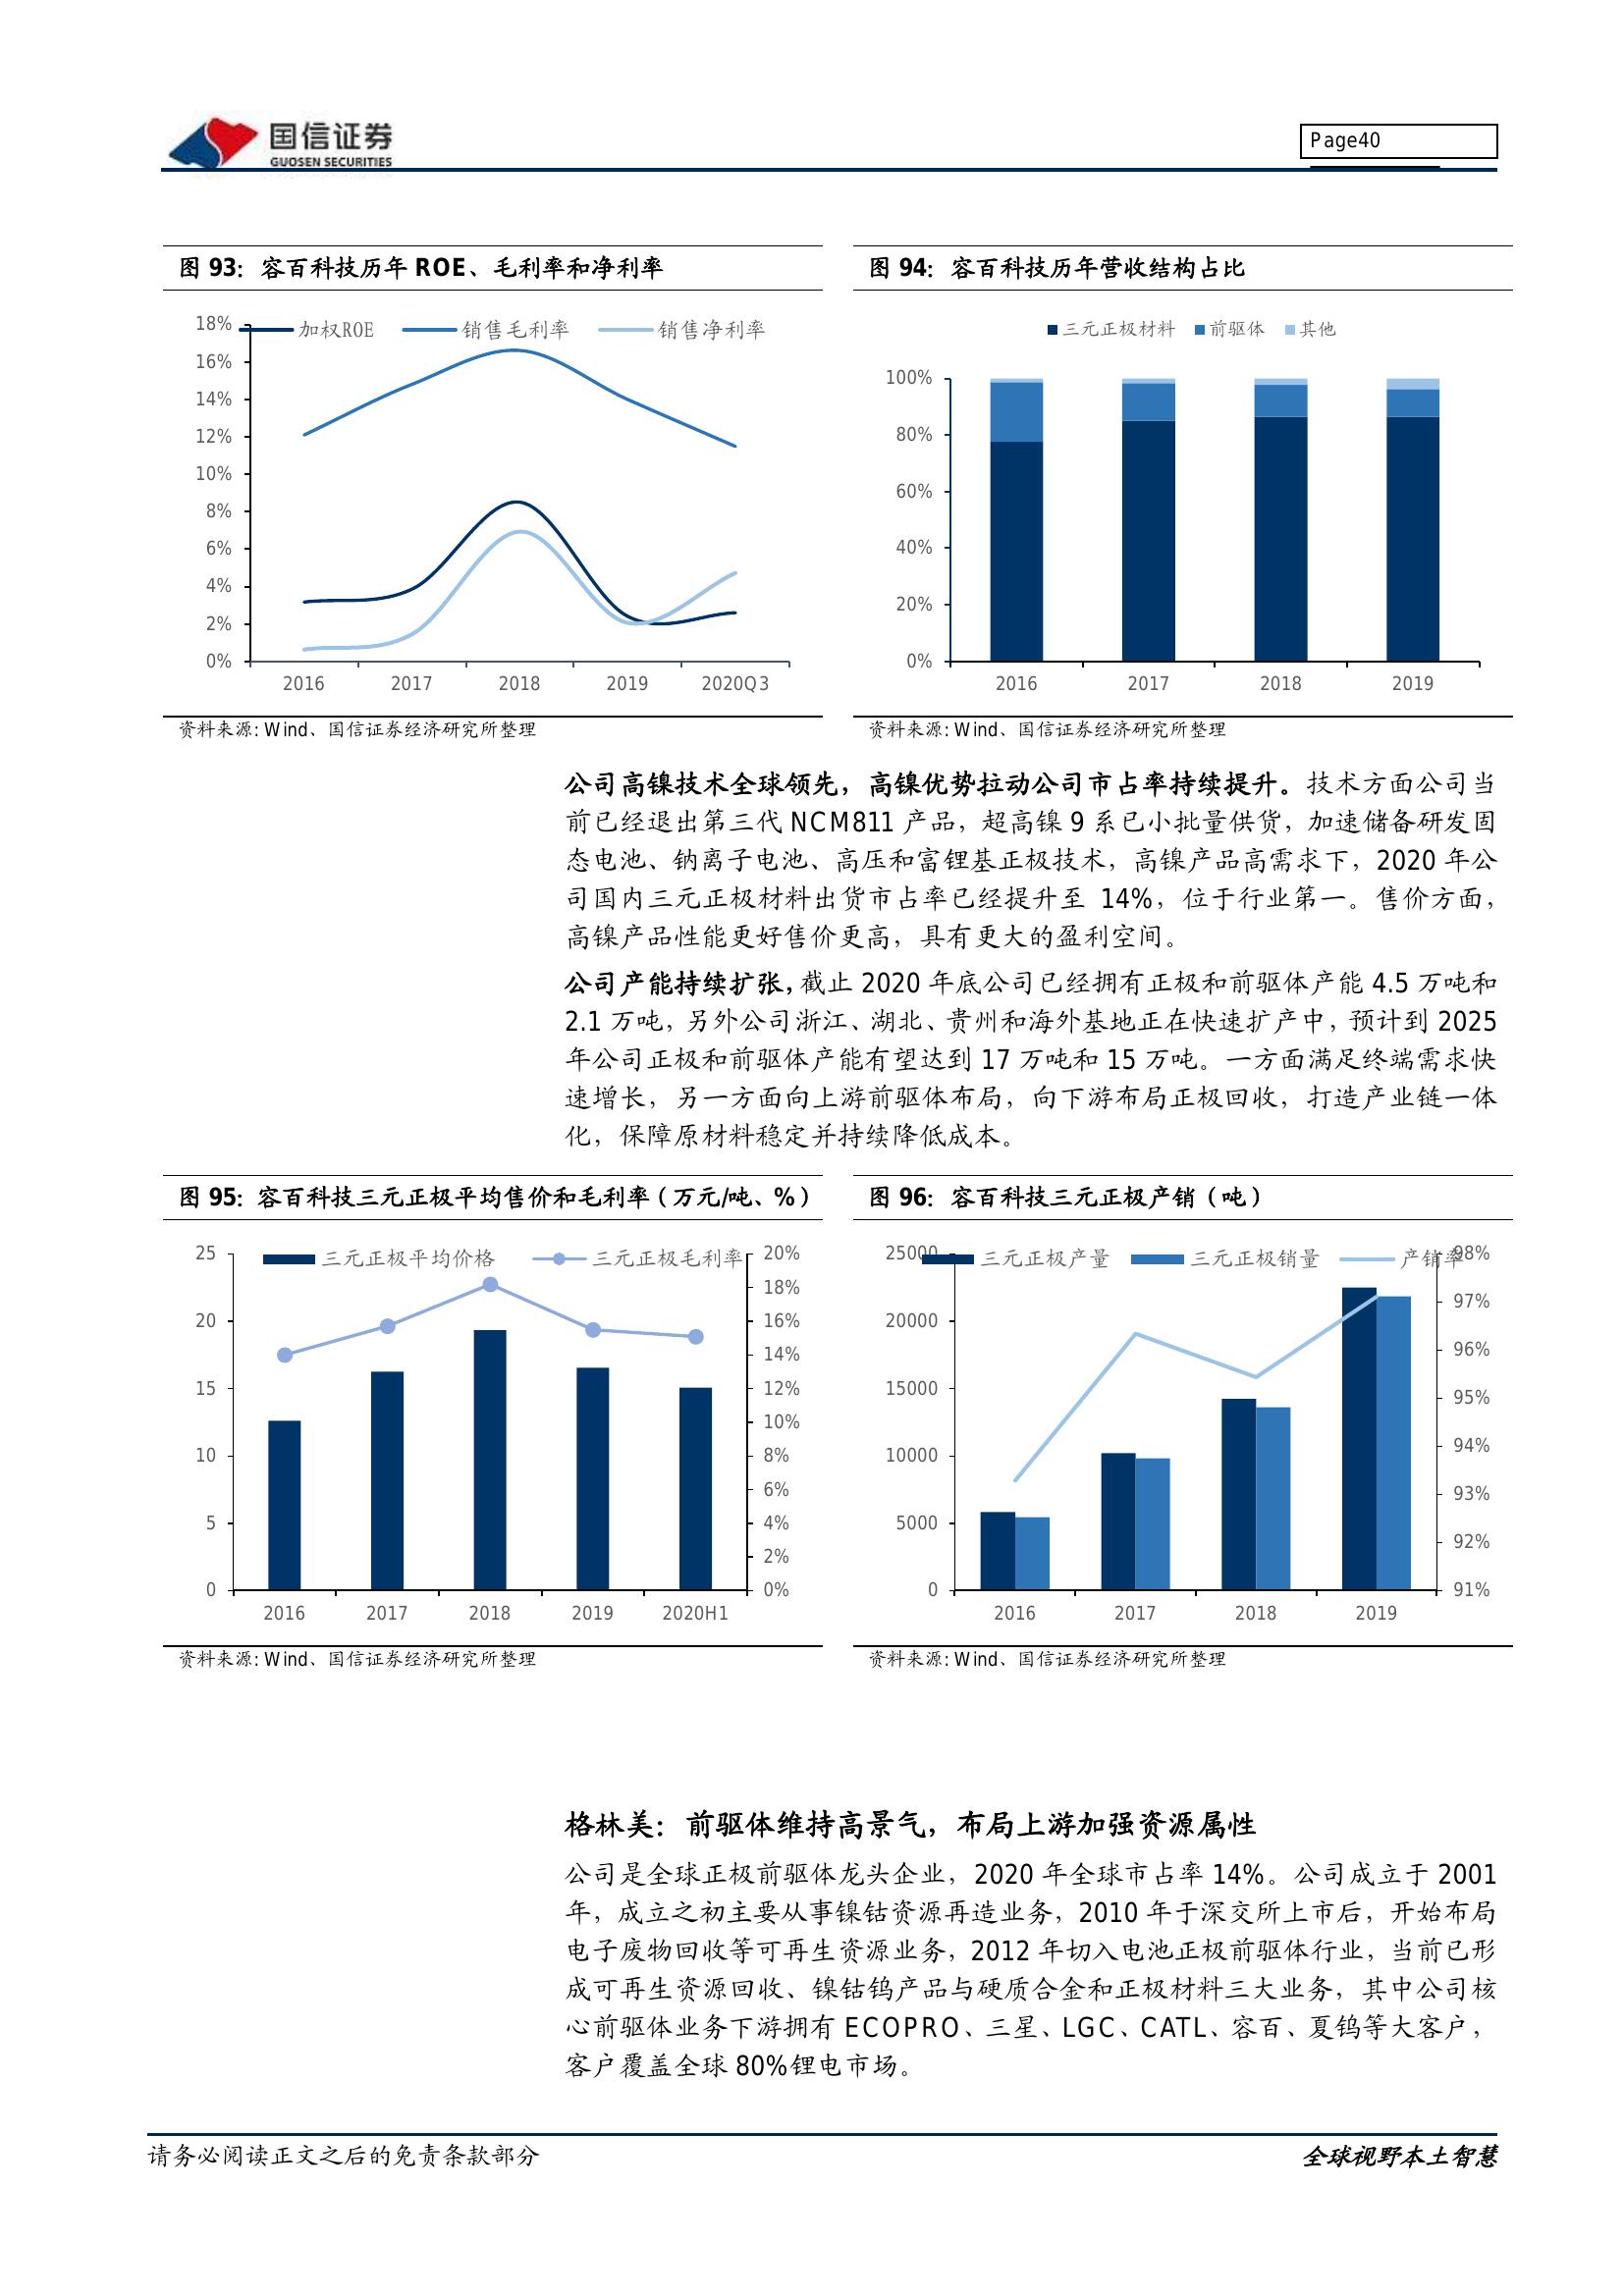 国信证券
GUOSEN SECURITIES
Page40
图 93：容百科技历年 ROE、毛利率和净利率
加权ROE 销售毛利率 销售净利率
18%
16%
14%
12%
10%
8%
6%
4%
2%
0%
2016 2017 2018 2019 2020Q3
资料来源: Wind、国信证券经济研究所整理
图 94：容百科技历年营收结构占比
三元正极材料 前驱体 其他
100%
80%
60%
40%
20%
0%
2016 2017 2018 2019
资料来源: Wind、国信证券经济研究所整理
公司高镍技术全球领先，高镍优势拉动公司市占率持续提升。技术方面公司当
前已经退出第三代 NCM811 产品，超高镍 9 系已小批量供货，加速储备研发固
态电池、钠离子电池、高压和富锂基正极技术，高镍产品高需求下，2020 年公
司国内三元正极材料出货市占率已经提升至 14%，位于行业第一。售价方面，
高镍产品性能更好售价更高，具有更大的盈利空间。
公司产能持续扩张，截止 2020 年底公司已经拥有正极和前驱体产能 4.5 万吨和
2.1 万吨，另外公司浙江、湖北、贵州和海外基地正在快速扩产中，预计到 2025
年公司正极和前驱体产能有望达到 17 万吨和 15 万吨。一方面满足终端需求快
速增长，另一方面向上游前驱体布局，向下游布局正极回收，打造产业链一体
化，保障原材料稳定并持续降低成本。
图 95：容百科技三元正极平均售价和毛利率（万元/吨、%）
三元正极平均价格 三元正极毛利率
25
20
15
10
5
0
20%
18%
16%
14%
12%
10%
8%
6%
4%
2%
0%
2016 2017 2018 2019 2020H1
资料来源: Wind、国信证券经济研究所整理
图 96：容百科技三元正极产销（吨）
三元正极产量 三元正极销量 产销率
25000
20000
15000
10000
5000
0
98%
97%
96%
95%
94%
93%
92%
91%
2016 2017 2018 2019
资料来源: Wind、国信证券经济研究所整理
格林美：前驱体维持高景气，布局上游加强资源属性
公司是全球正极前驱体龙头企业，2020 年全球市占率 14%。公司成立于 2001
年，成立之初主要从事镍钴资源再造业务，2010 年于深交所上市后，开始布局
电子废物回收等可再生资源业务，2012 年切入电池正极前驱体行业，当前已形
成可再生资源回收、镍钴钨产品与硬质合金和正极材料三大业务，其中公司核
心前驱体业务下游拥有 ECOPRO、三星、LGC、CATL、容百、夏钨等大客户，
客户覆盖全球 80%锂电市场。
请务必阅读正文之后的免责条款部分
全球视野本土智慧